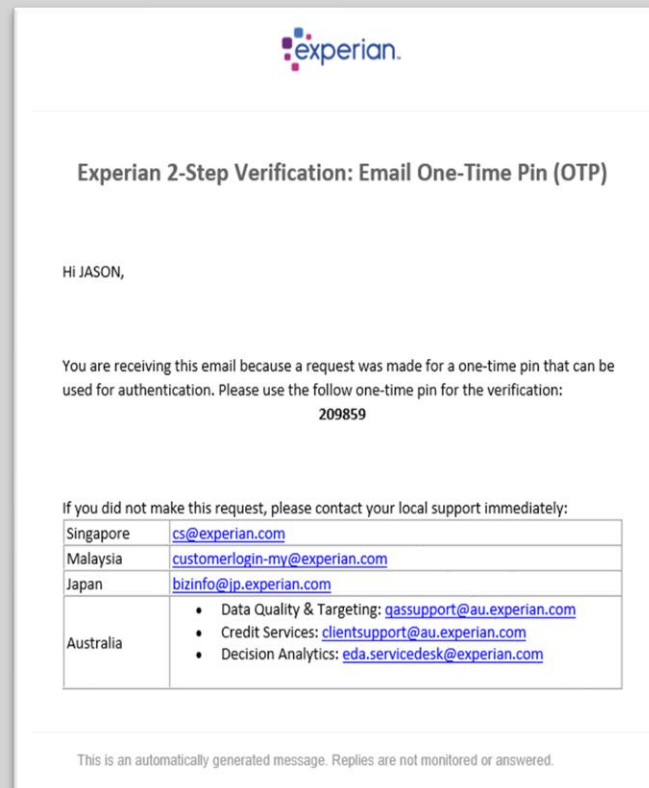 experian.
Experian 2-Step Verification: Email One-Time Pin (OTP)
Hi JASON,
You are receiving this email because a request was made for a one-time pin that can be
used for authentication. Please use the follow one-time pin for the verification:
209859
If you did not make this request, please contact your local support immediately:
Singapore cs@experian.com
Malaysia customerlogin-my@experian.com
Japan bizinfo@jp.experian.com
Australia
• Data Quality & Targeting: qassupport@au.experian.com
• Credit Services: clientsupport@au.experian.com
• Decision Analytics: eda.servicedesk@experian.com
This is an automatically generated message. Replies are not monitored or answered.